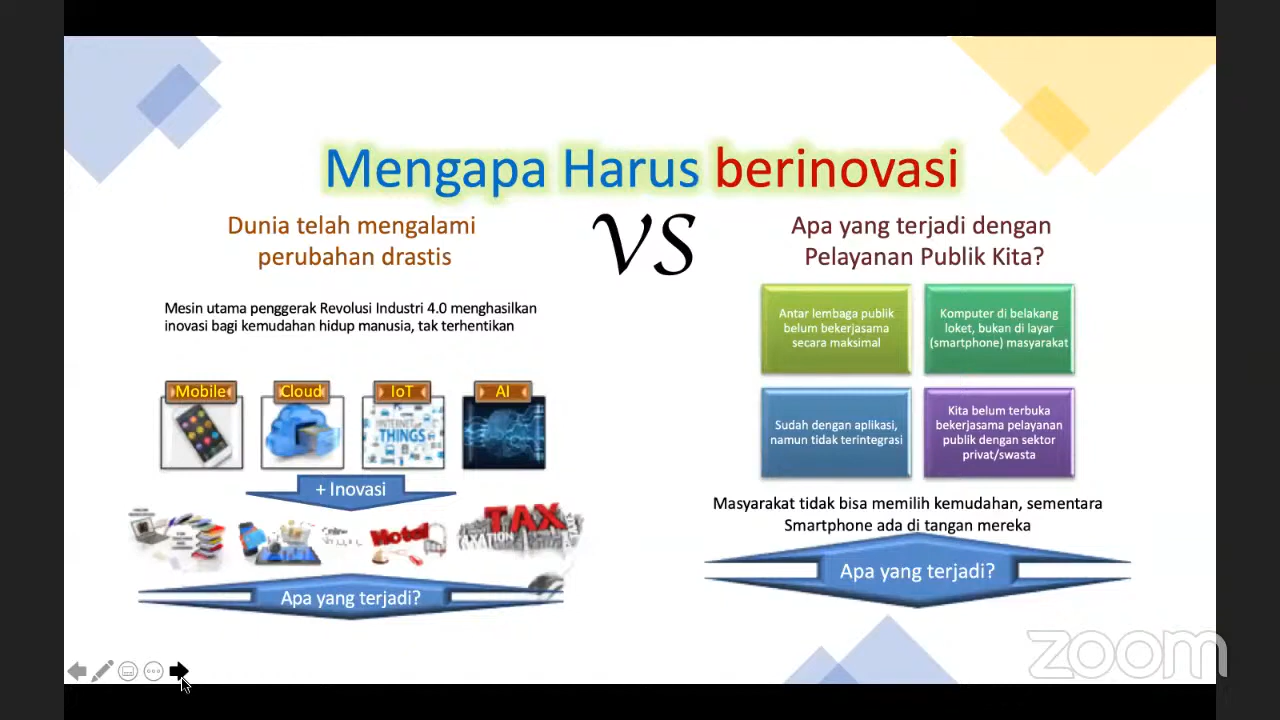 Mengapa Harus berinovasi
Dunia telah mengalami
perubahan drastis
VS
Apa yang terjadi dengan
Pelayanan Publik Kita?
Mesin utama penggerak Revolusi Industri 4.0 menghasilkan
inovasi bagi kemudahan hidup manusia, tak terhentikan
Mobile
Cloud
IoT
AI
INTERNET
THINGS
+ Inovasi
Hotel
TAX
TAXATION
Apa yang terjadi?
Antar lembaga publik
belum bekerjasama
secara maksimal
Komputer di belakang
loket, bukan di layar
(smartphone) masyarakat
Sudah dengan aplikasi,
namun tidak terintegrasi
Kita belum terbuka
bekerjasama pelayanan
publik dengan sektor
privat/swasta
Masyarakat tidak bisa memilih kemudahan, sementara
Smartphone ada di tangan mereka
Apa yang terjadi?
zoom